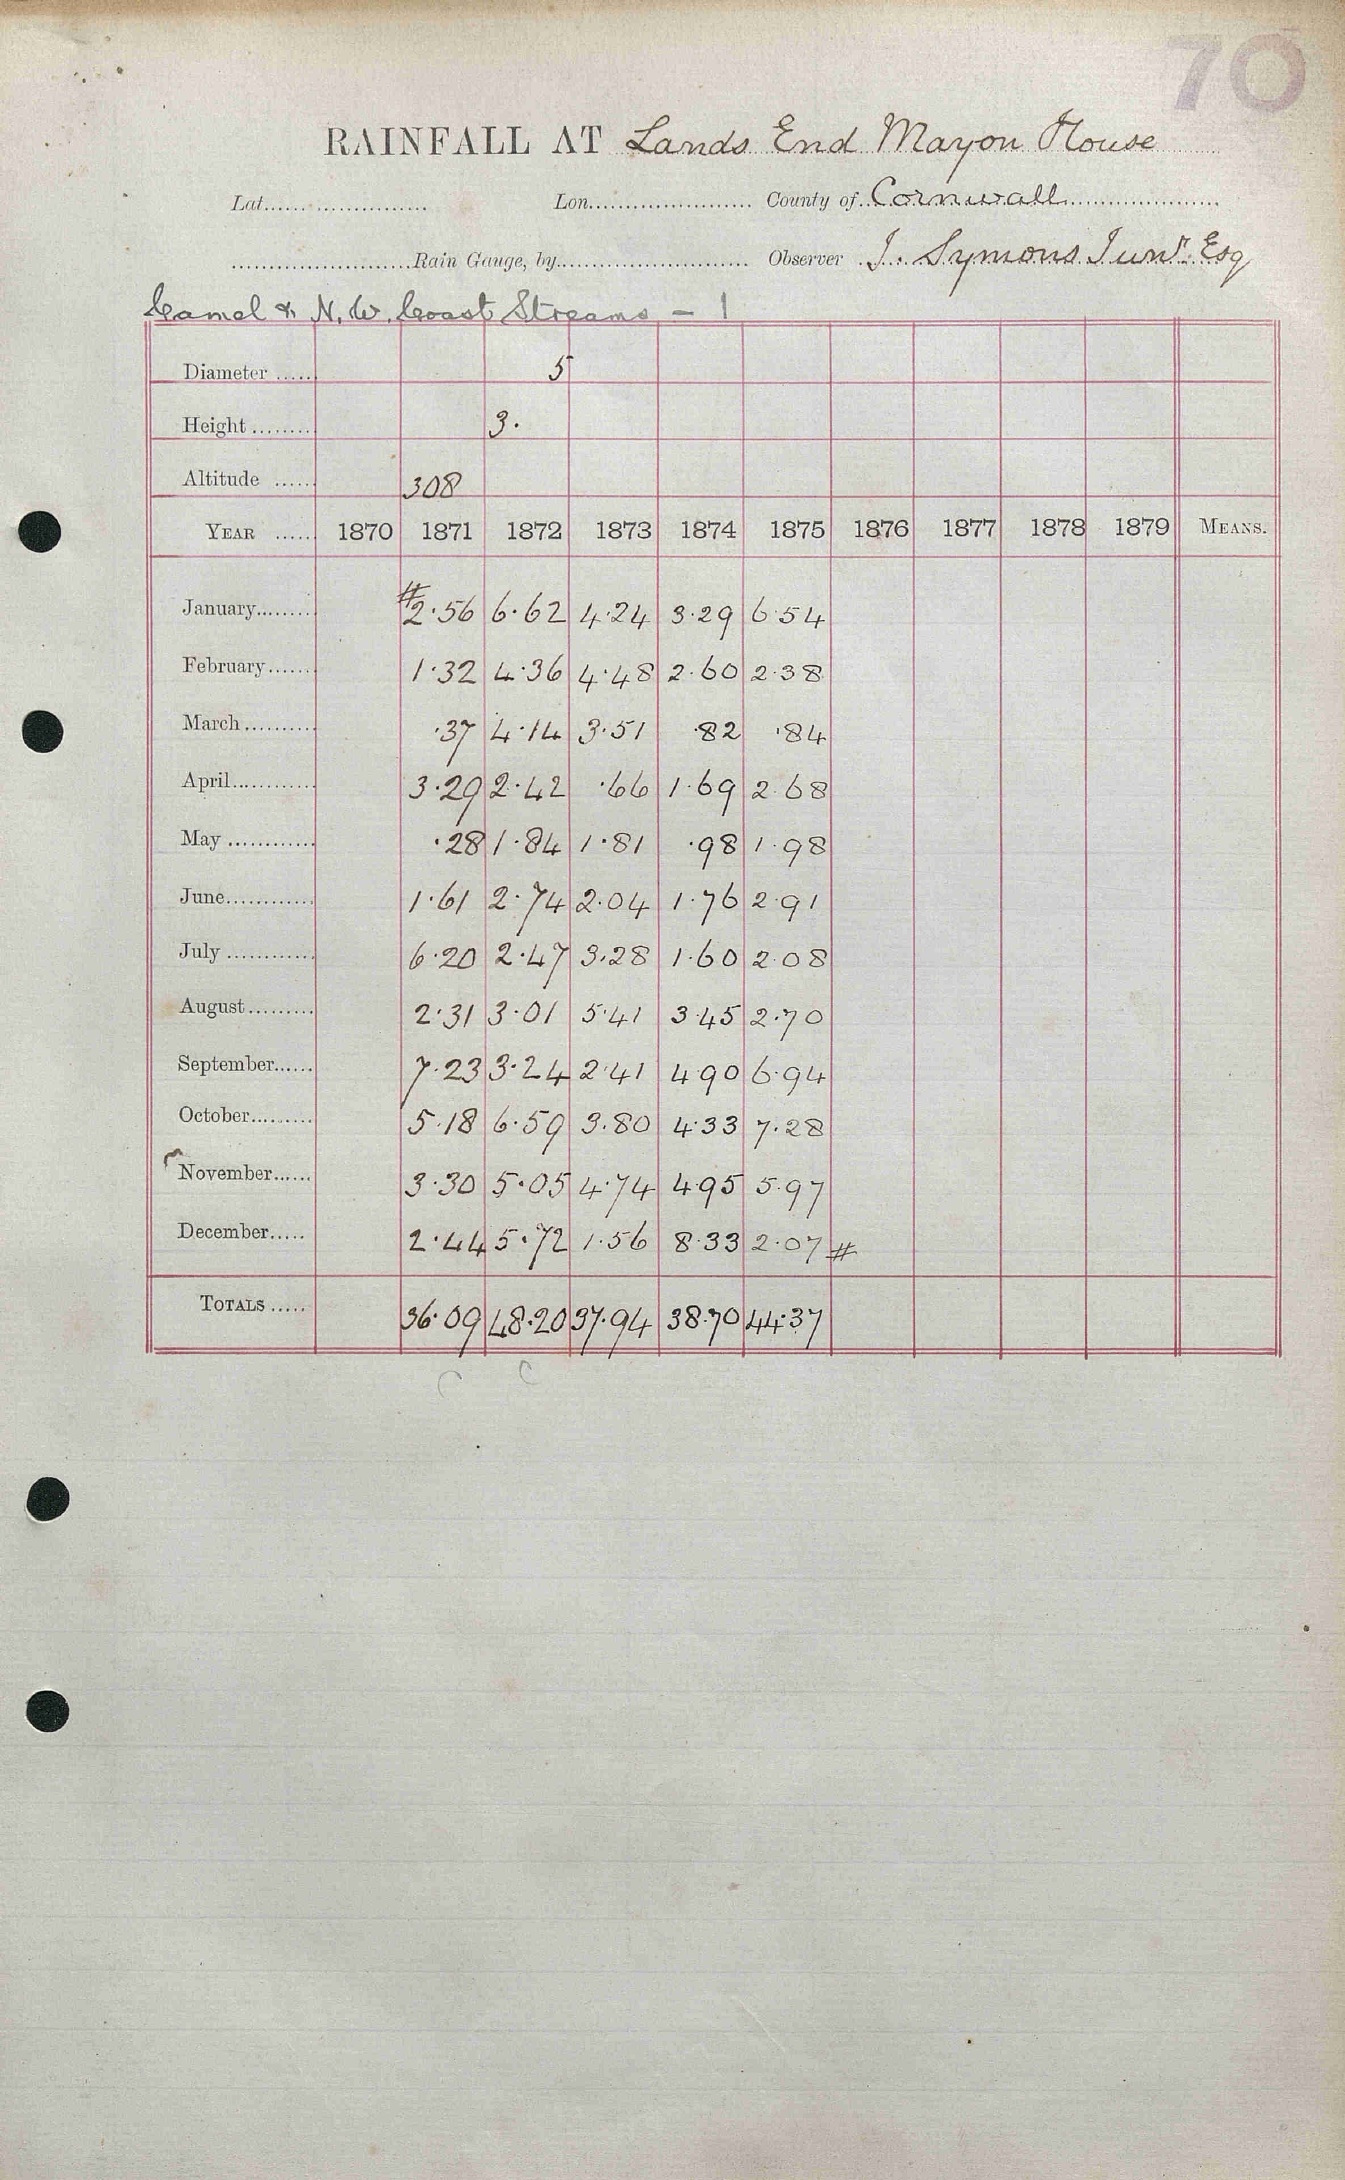 70
RAINFALL AT Lands End Mayon House
Lat. Lon. County of Cornwall
Rain Gauge, by Observer J. Symons Junr. Esq
Camel & N. W. Coast Streams - 1
Diameter 5
Height 3.
Altitude 308
YEAR 1870 1871 1872 1873 1874 1875 1876 1877 1878 1879 MEANS.
January #2.56 6.62 4.24 3.29 6.54
February 1.32 4.36 4.48 2.60 2.38
March .37 4.14 3.51 .82 .84
April 3.29 2.42 .66 1.69 2.68
May .28 1.84 1.81 .98 1.98
June 1.61 2.74 2.04 1.76 2.91
July 6.20 2.47 3.28 1.60 2.08
August 2.31 3.01 5.41 3.45 2.70
September 7.23 3.24 2.41 4.90 6.94
October 5.18 6.59 3.80 4.33 7.28
November 3.30 5.05 4.74 4.95 5.97
December 2.44 5.72 1.56 8.33 2.07 #
TOTALS 36.09 48.20 37.94 38.70 44.37
C C